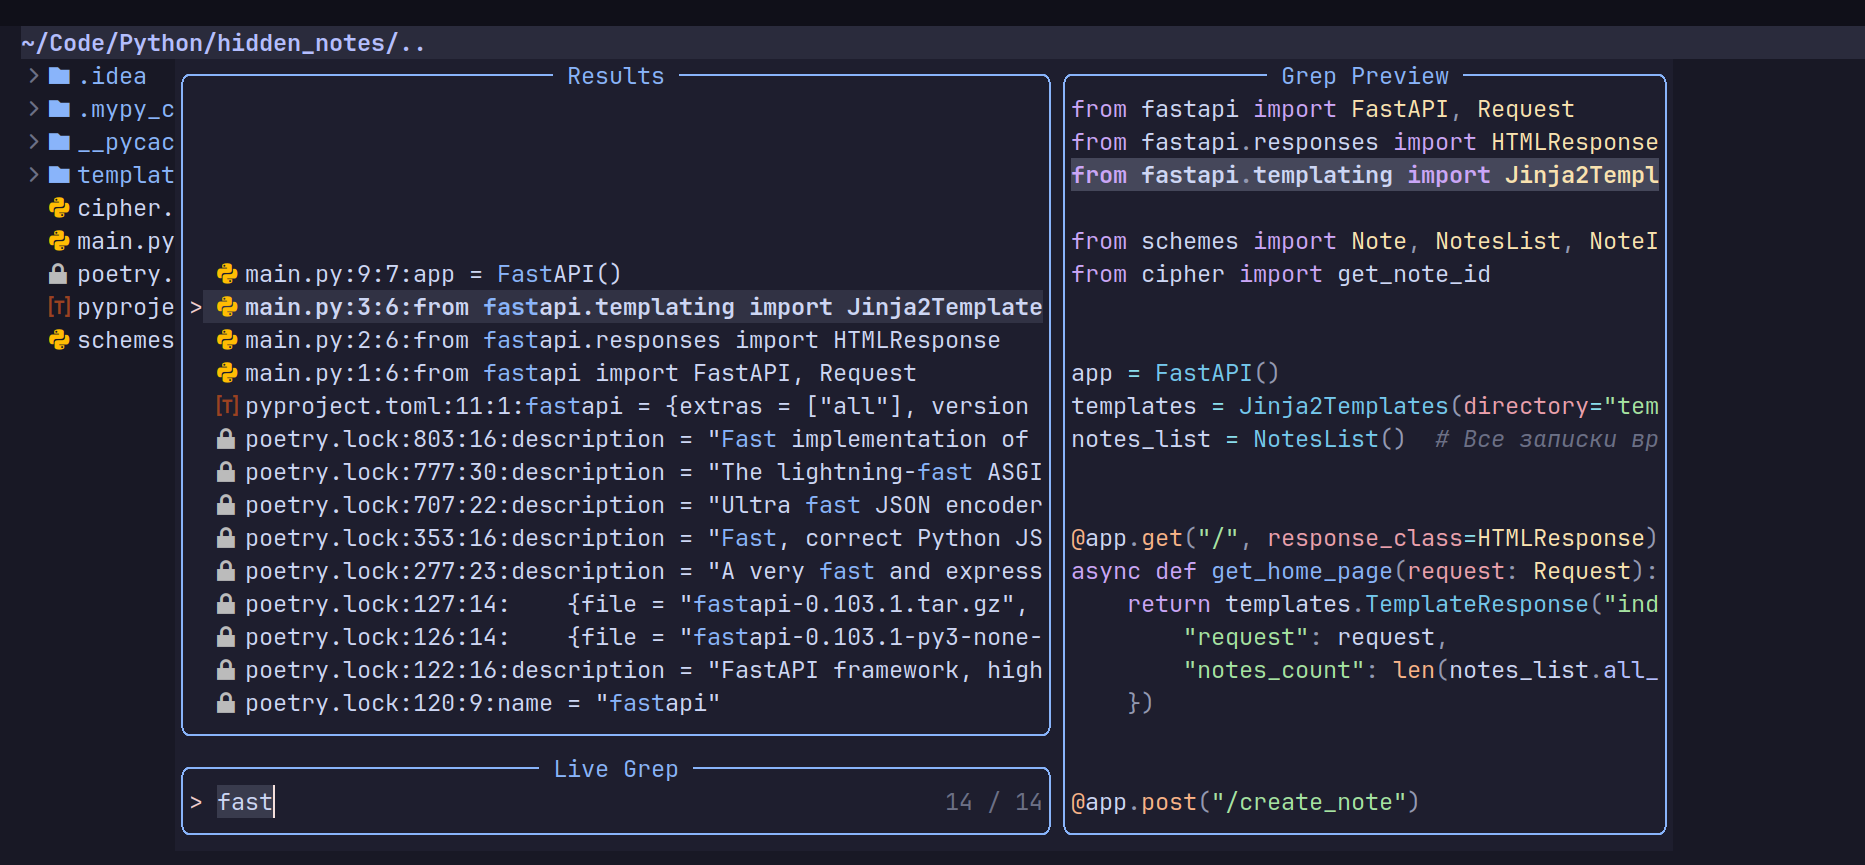 ~/Code/Python/hidden_notes/..
.idea
.mypy_c
__pycac
templat
cipher.
main.py
poetry.
pyproje
schemes
Results
main.py:9:7:app = FastAPI()
> main.py:3:6:from fastapi.templating import Jinja2Template
main.py:2:6:from fastapi.responses import HTMLResponse
main.py:1:6:from fastapi import FastAPI, Request
[T] pyproject.toml:11:1:fastapi = {extras = ["all"], version
poetry.lock:803:16:description = "Fast implementation of
poetry.lock:777:30:description = "The lightning-fast ASGI
poetry.lock:707:22:description = "Ultra fast JSON encoder
poetry.lock:353:16:description = "Fast, correct Python JS
poetry.lock:277:23:description = "A very fast and express
poetry.lock:127:14:    {file = "fastapi-0.103.1.tar.gz",
poetry.lock:126:14:    {file = "fastapi-0.103.1-py3-none-
poetry.lock:122:16:description = "FastAPI framework, high
poetry.lock:120:9:name = "fastapi"
Live Grep
> fast 14 / 14
Grep Preview
from fastapi import FastAPI, Request
from fastapi.responses import HTMLResponse
from fastapi.templating import Jinja2Templ
from schemes import Note, NotesList, NoteI
from cipher import get_note_id
app = FastAPI()
templates = Jinja2Templates(directory="tem
notes_list = NotesList()  # Все записки вр
@app.get("/", response_class=HTMLResponse)
async def get_home_page(request: Request):
    return templates.TemplateResponse("ind
        "request": request,
        "notes_count": len(notes_list.all_
    })
@app.post("/create_note")